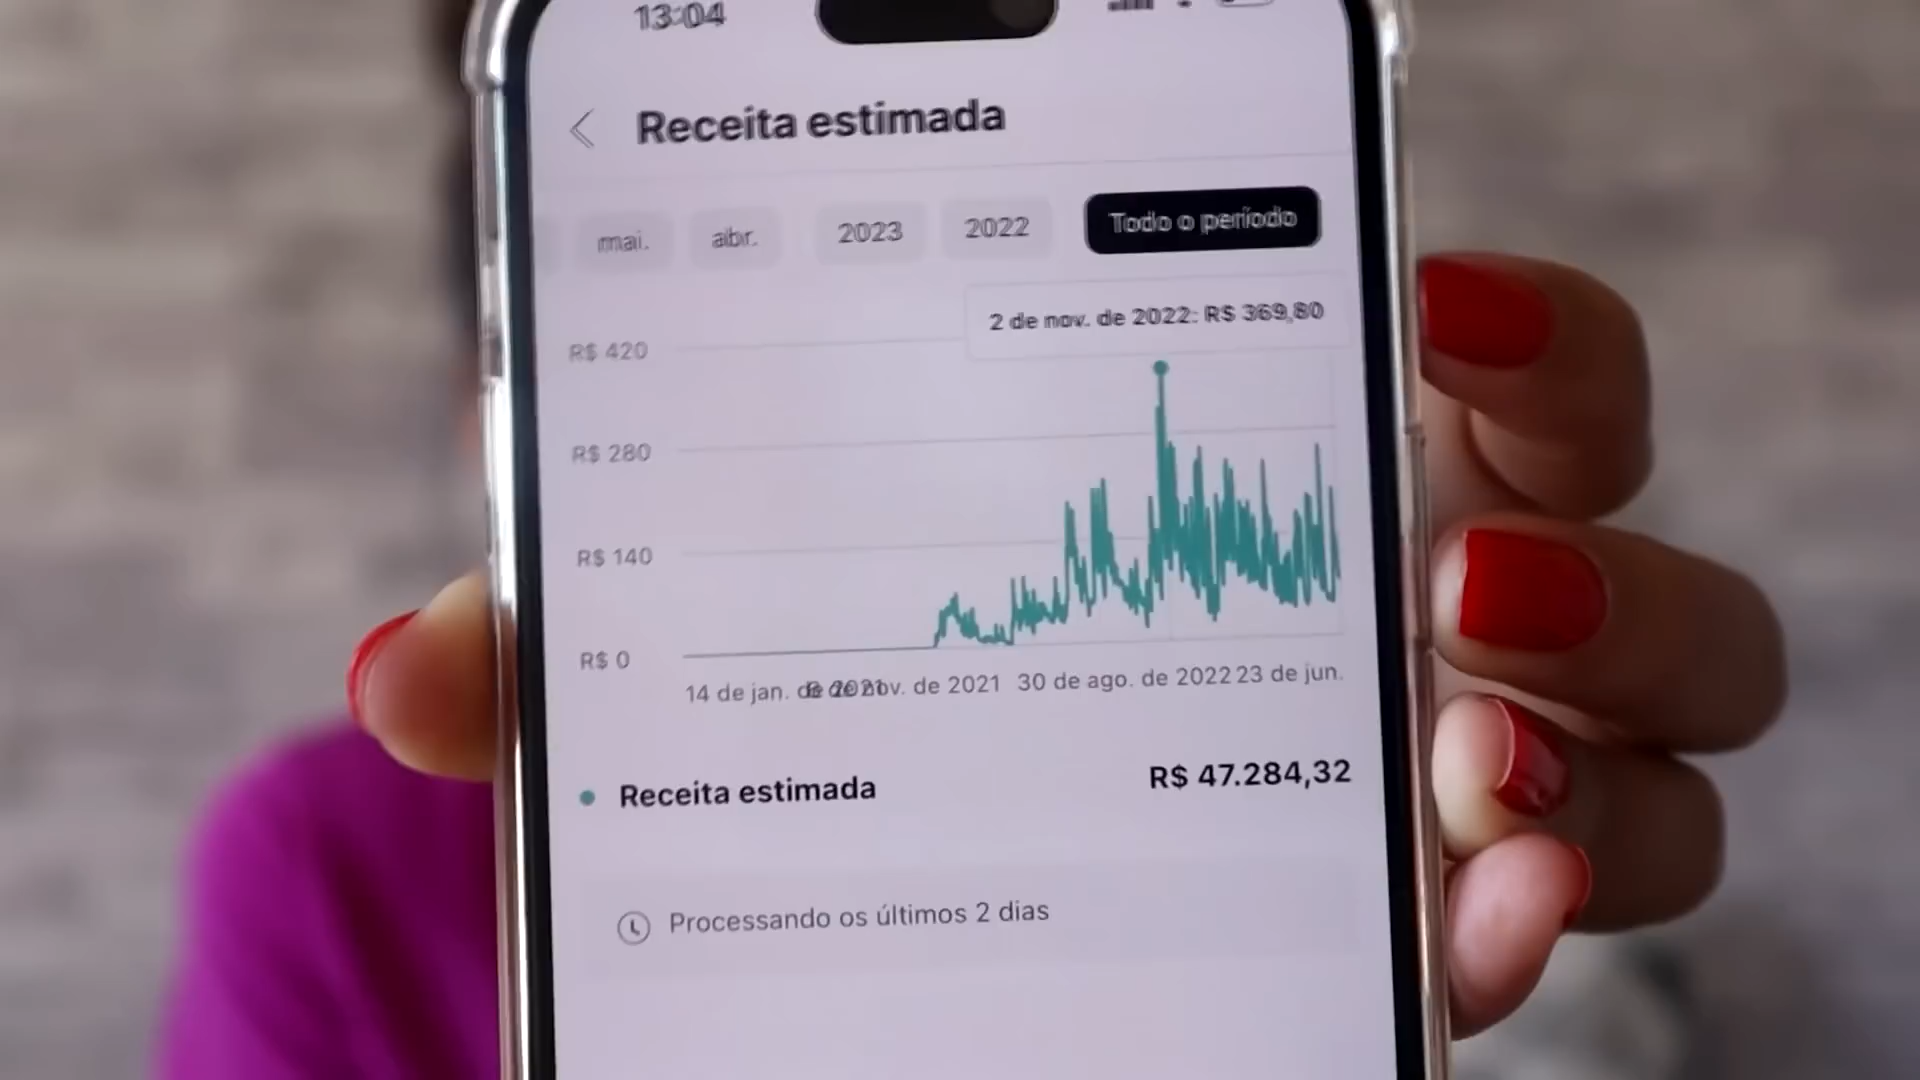 13:04
Receita estimada
mai. abr. 2023 2022 Todo o período
2 de nov. de 2022: R$ 369,80
R$ 420
R$ 280
R$ 140
R$ 0
14 de jan. de 2021 nov. de 2021 30 de ago. de 2022 23 de jun.
Receita estimada R$ 47.284,32
Processando os últimos 2 dias